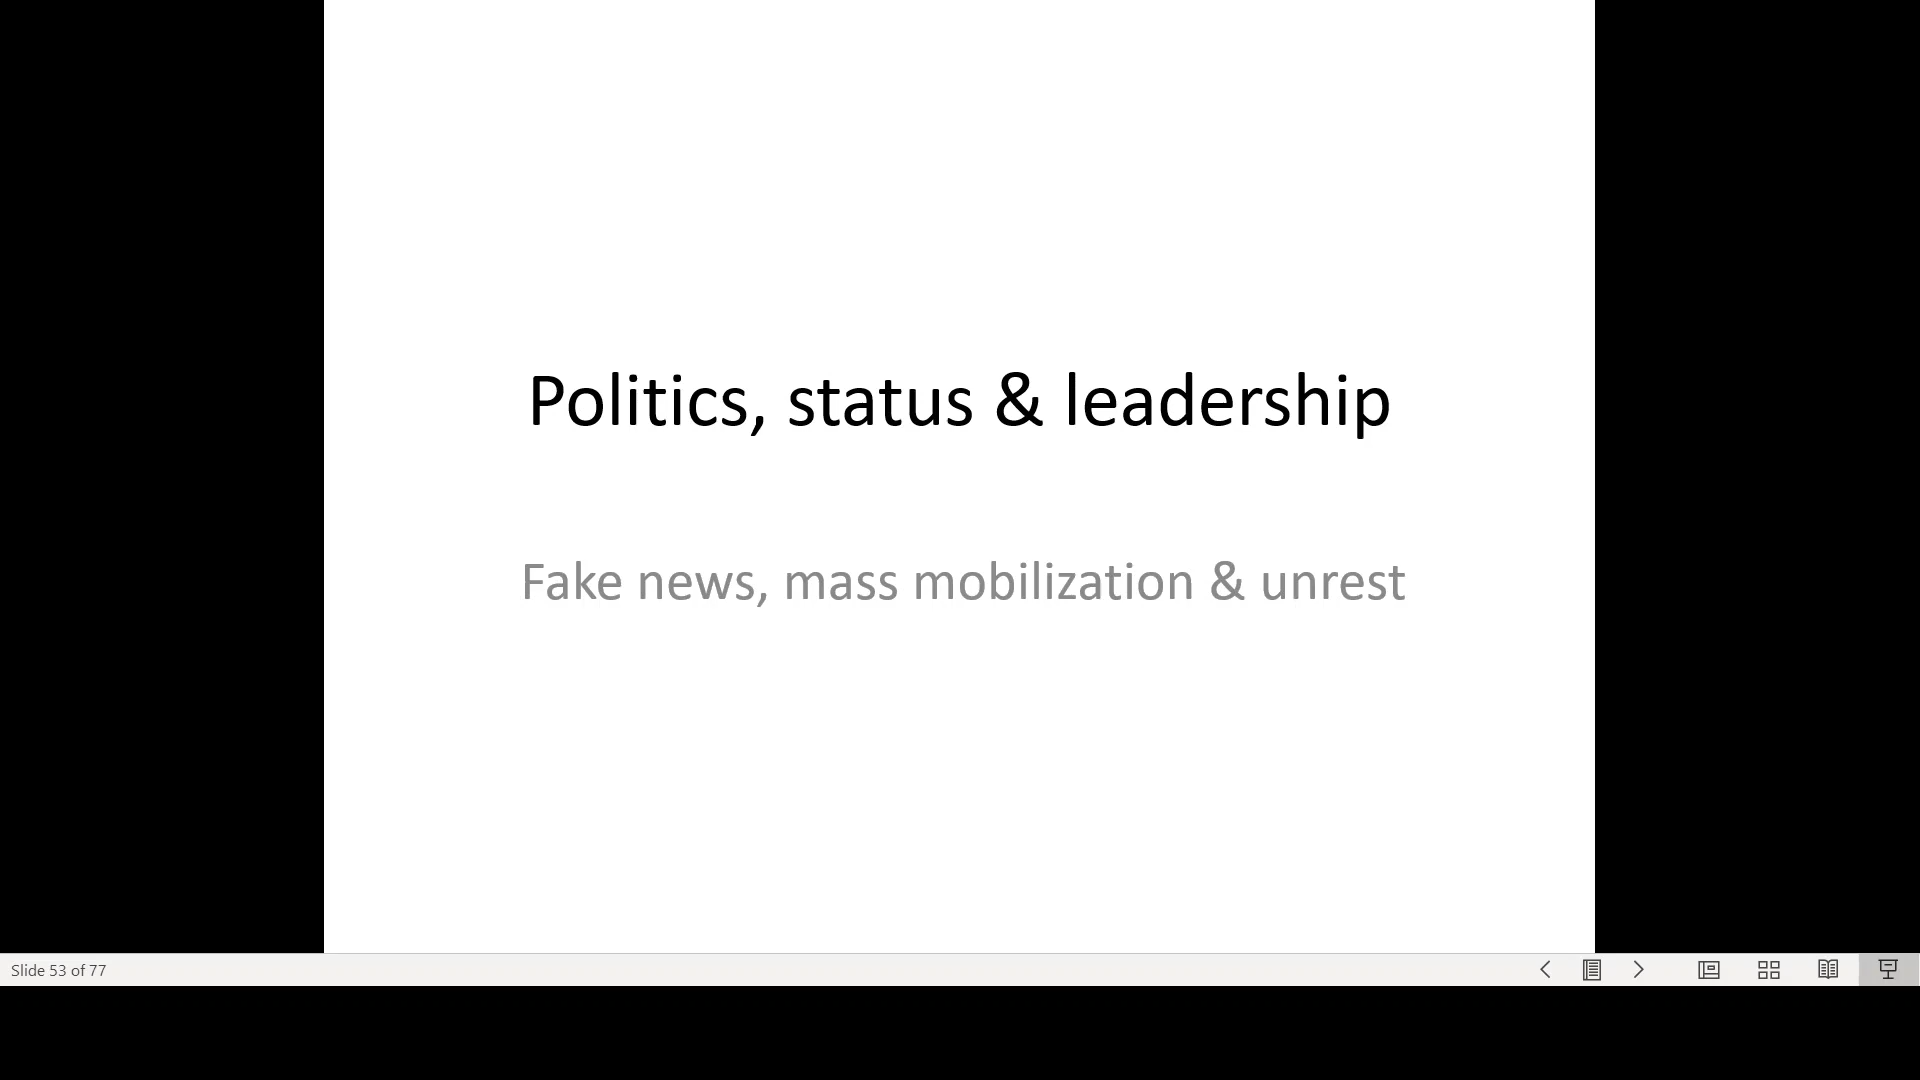 Politics, status & leadership
Fake news, mass mobilization & unrest
Slide 53 of 77